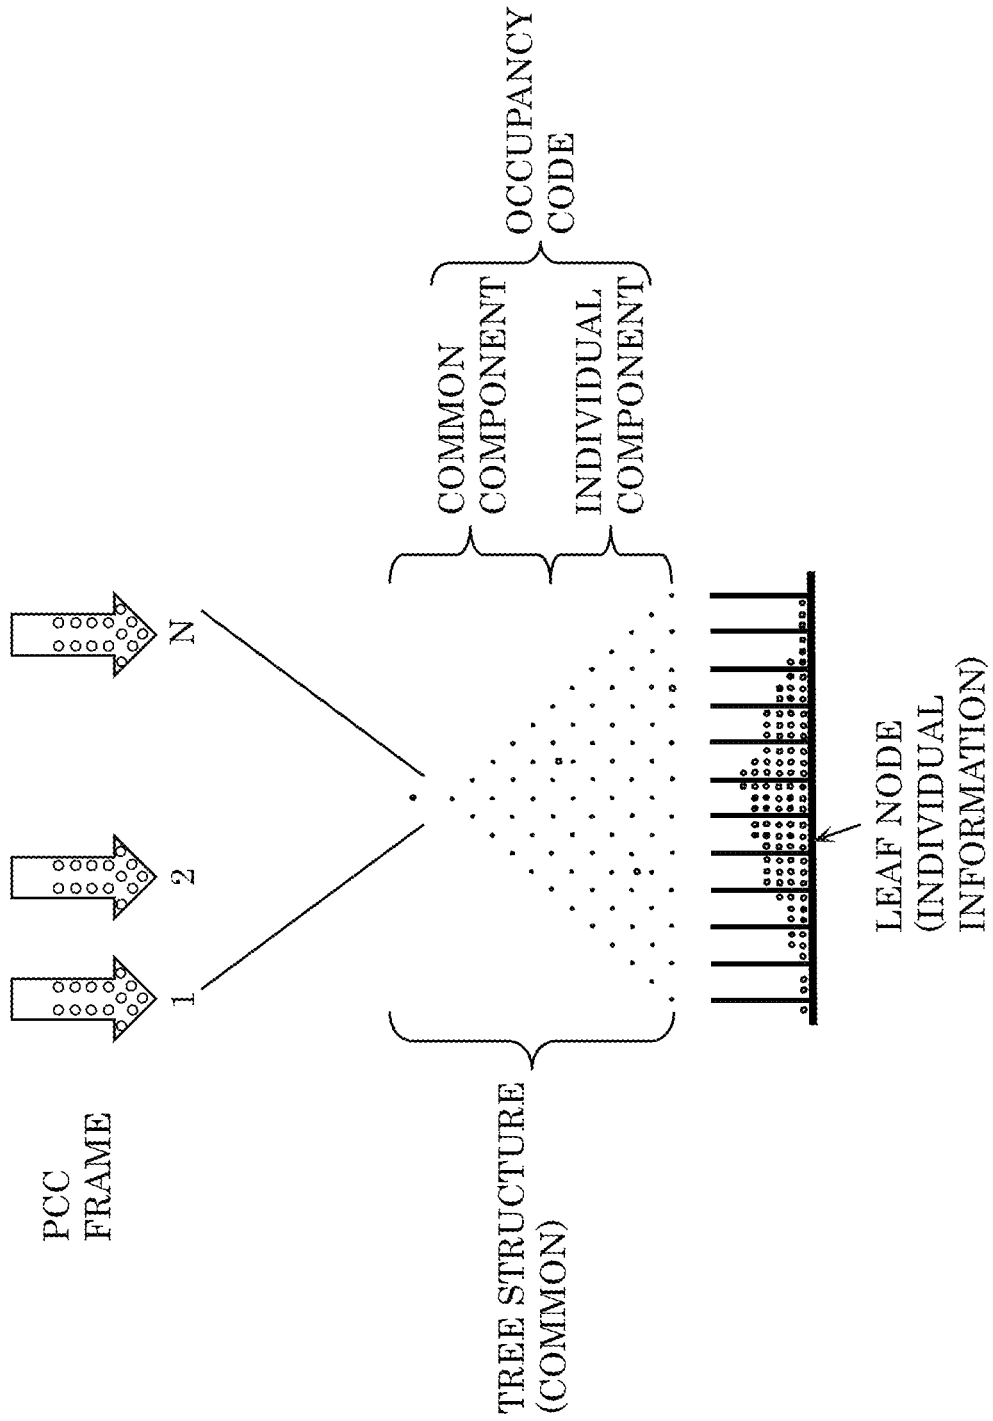 PCC
FRAME
1
2
N
TREE STRUCTURE
(COMMON)
COMMON
COMPONENT
INDIVIDUAL
COMPONENT
OCCUPANCY
CODE
LEAF NODE
(INDIVIDUAL
INFORMATION)